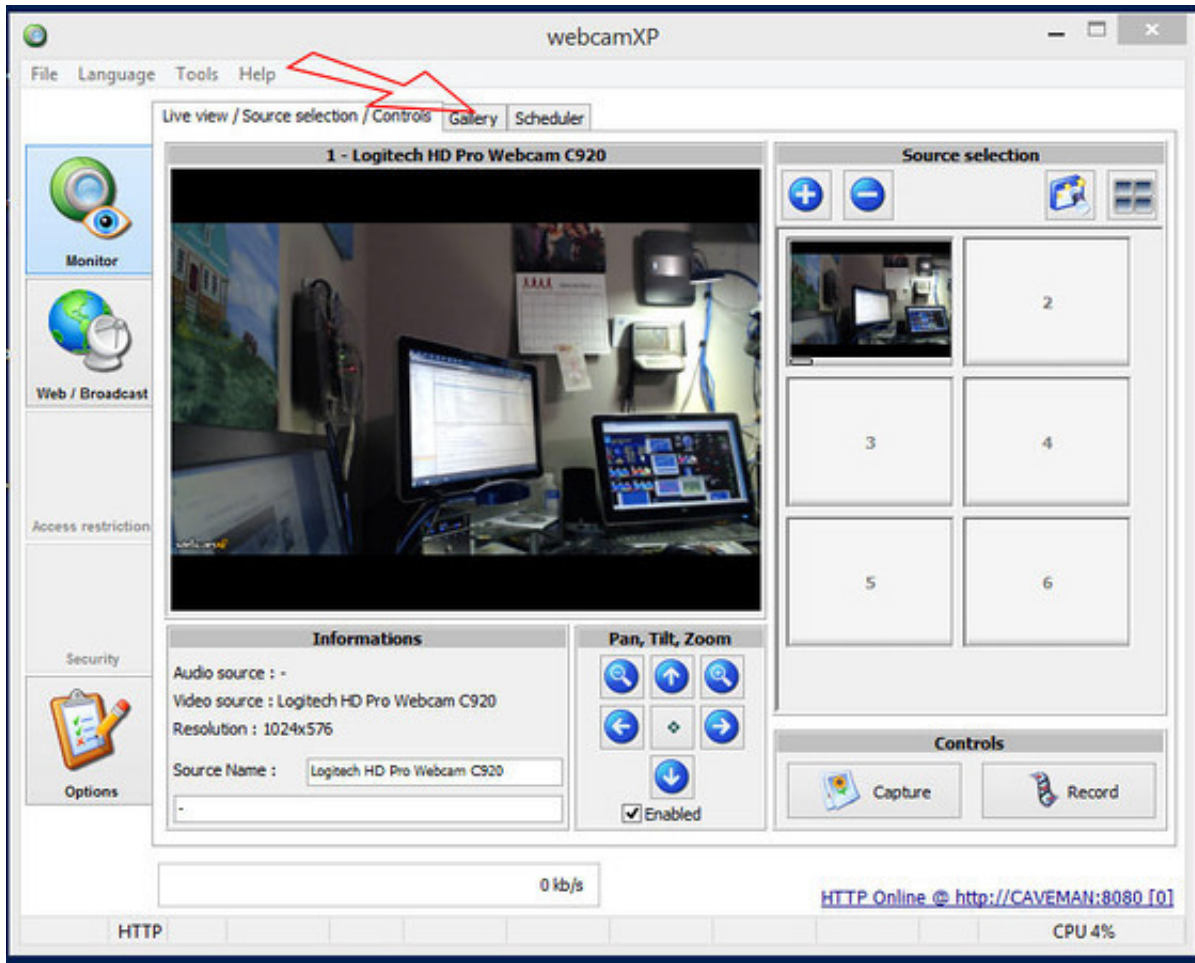 webcamXP
File Language Tools Help
Live view / Source selection / Controls Gallery Scheduler
1 - Logitech HD Pro Webcam C920
Source selection
Monitor
2
Web / Broadcast
3
4
Access restriction
webcamXP
5
6
Security
Informations
Pan, Tilt, Zoom
Audio source : -
Video source : Logitech HD Pro Webcam C920
Resolution : 1024x576
Source Name : Logitech HD Pro Webcam C920
-
Enabled
Controls
Capture
Record
Options
0 kb/s
HTTP Online @ http://CAVEMAN:8080 [0]
HTTP
CPU 4%